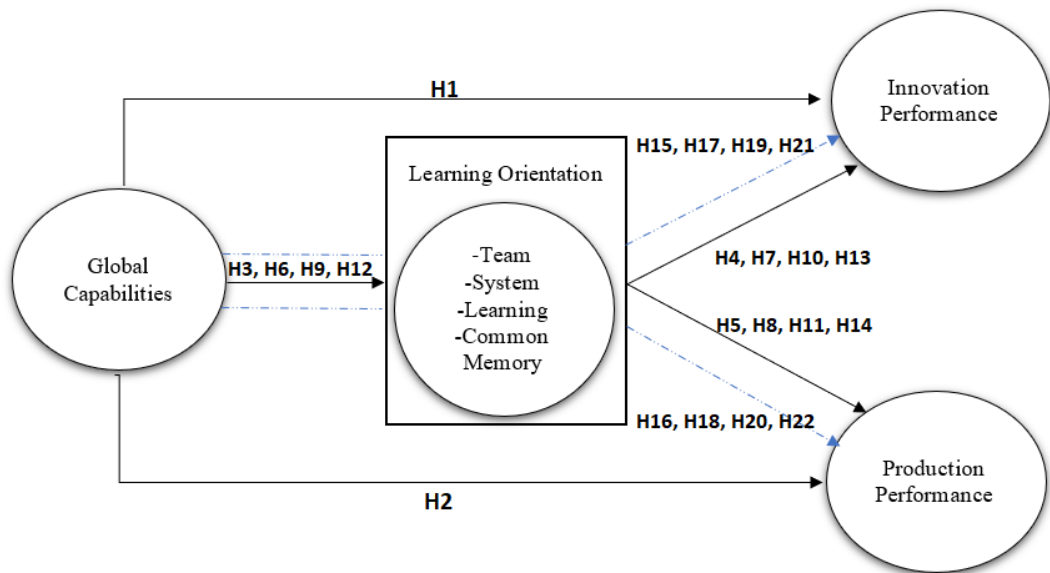 H1
Innovation
Performance
H15, H17, H19, H21
Learning Orientation
Global
Capabilities
H3, H6, H9, H12
-Team
-System
-Learning
-Common
Memory
H4, H7, H10, H13
H5, H8, H11, H14
H16, H18, H20, H22
Production
Performance
H2